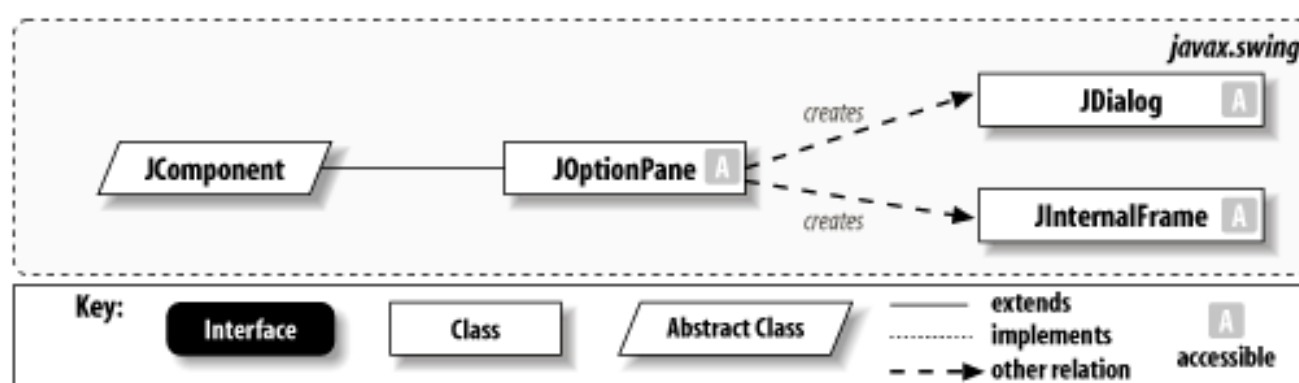 javax.swing
JDialog A
creates
JComponent
JOptionPane A
creates
JInternalFrame A
Key:
Interface
Class
Abstract Class
extends
implements
other relation
A
accessible